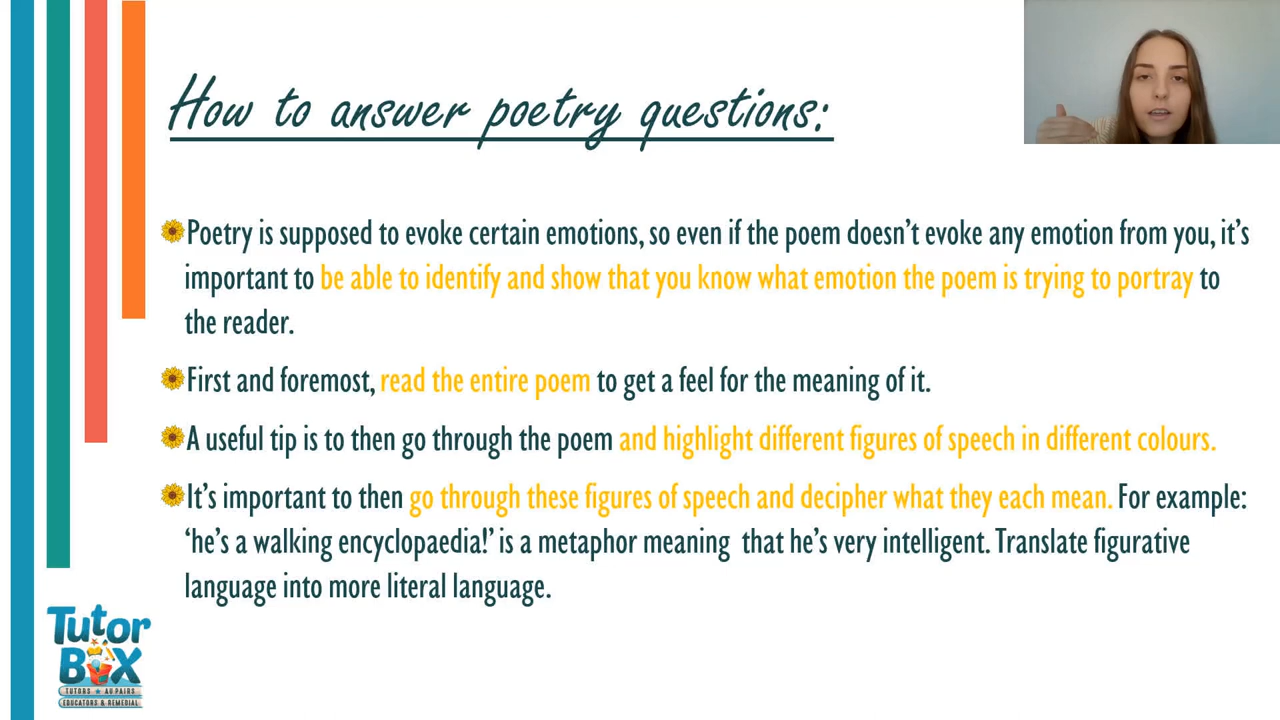 How to answer poetry questions:
Poetry is supposed to evoke certain emotions, so even if the poem doesn't evoke any emotion from you, it's
important to be able to identify and show that you know what emotion the poem is trying to portray to
the reader.
First and foremost, read the entire poem to get a feel for the meaning of it.
A useful tip is to then go through the poem and highlight different figures of speech in different colours.
It's important to then go through these figures of speech and decipher what they each mean. For example:
'he's a walking encyclopaedia!' is a metaphor meaning that he's very intelligent. Translate figurative
language into more literal language.
Tutor
BOX
TUTORS ★ AU PAIRS
EDUCATORS & REMEDIAL